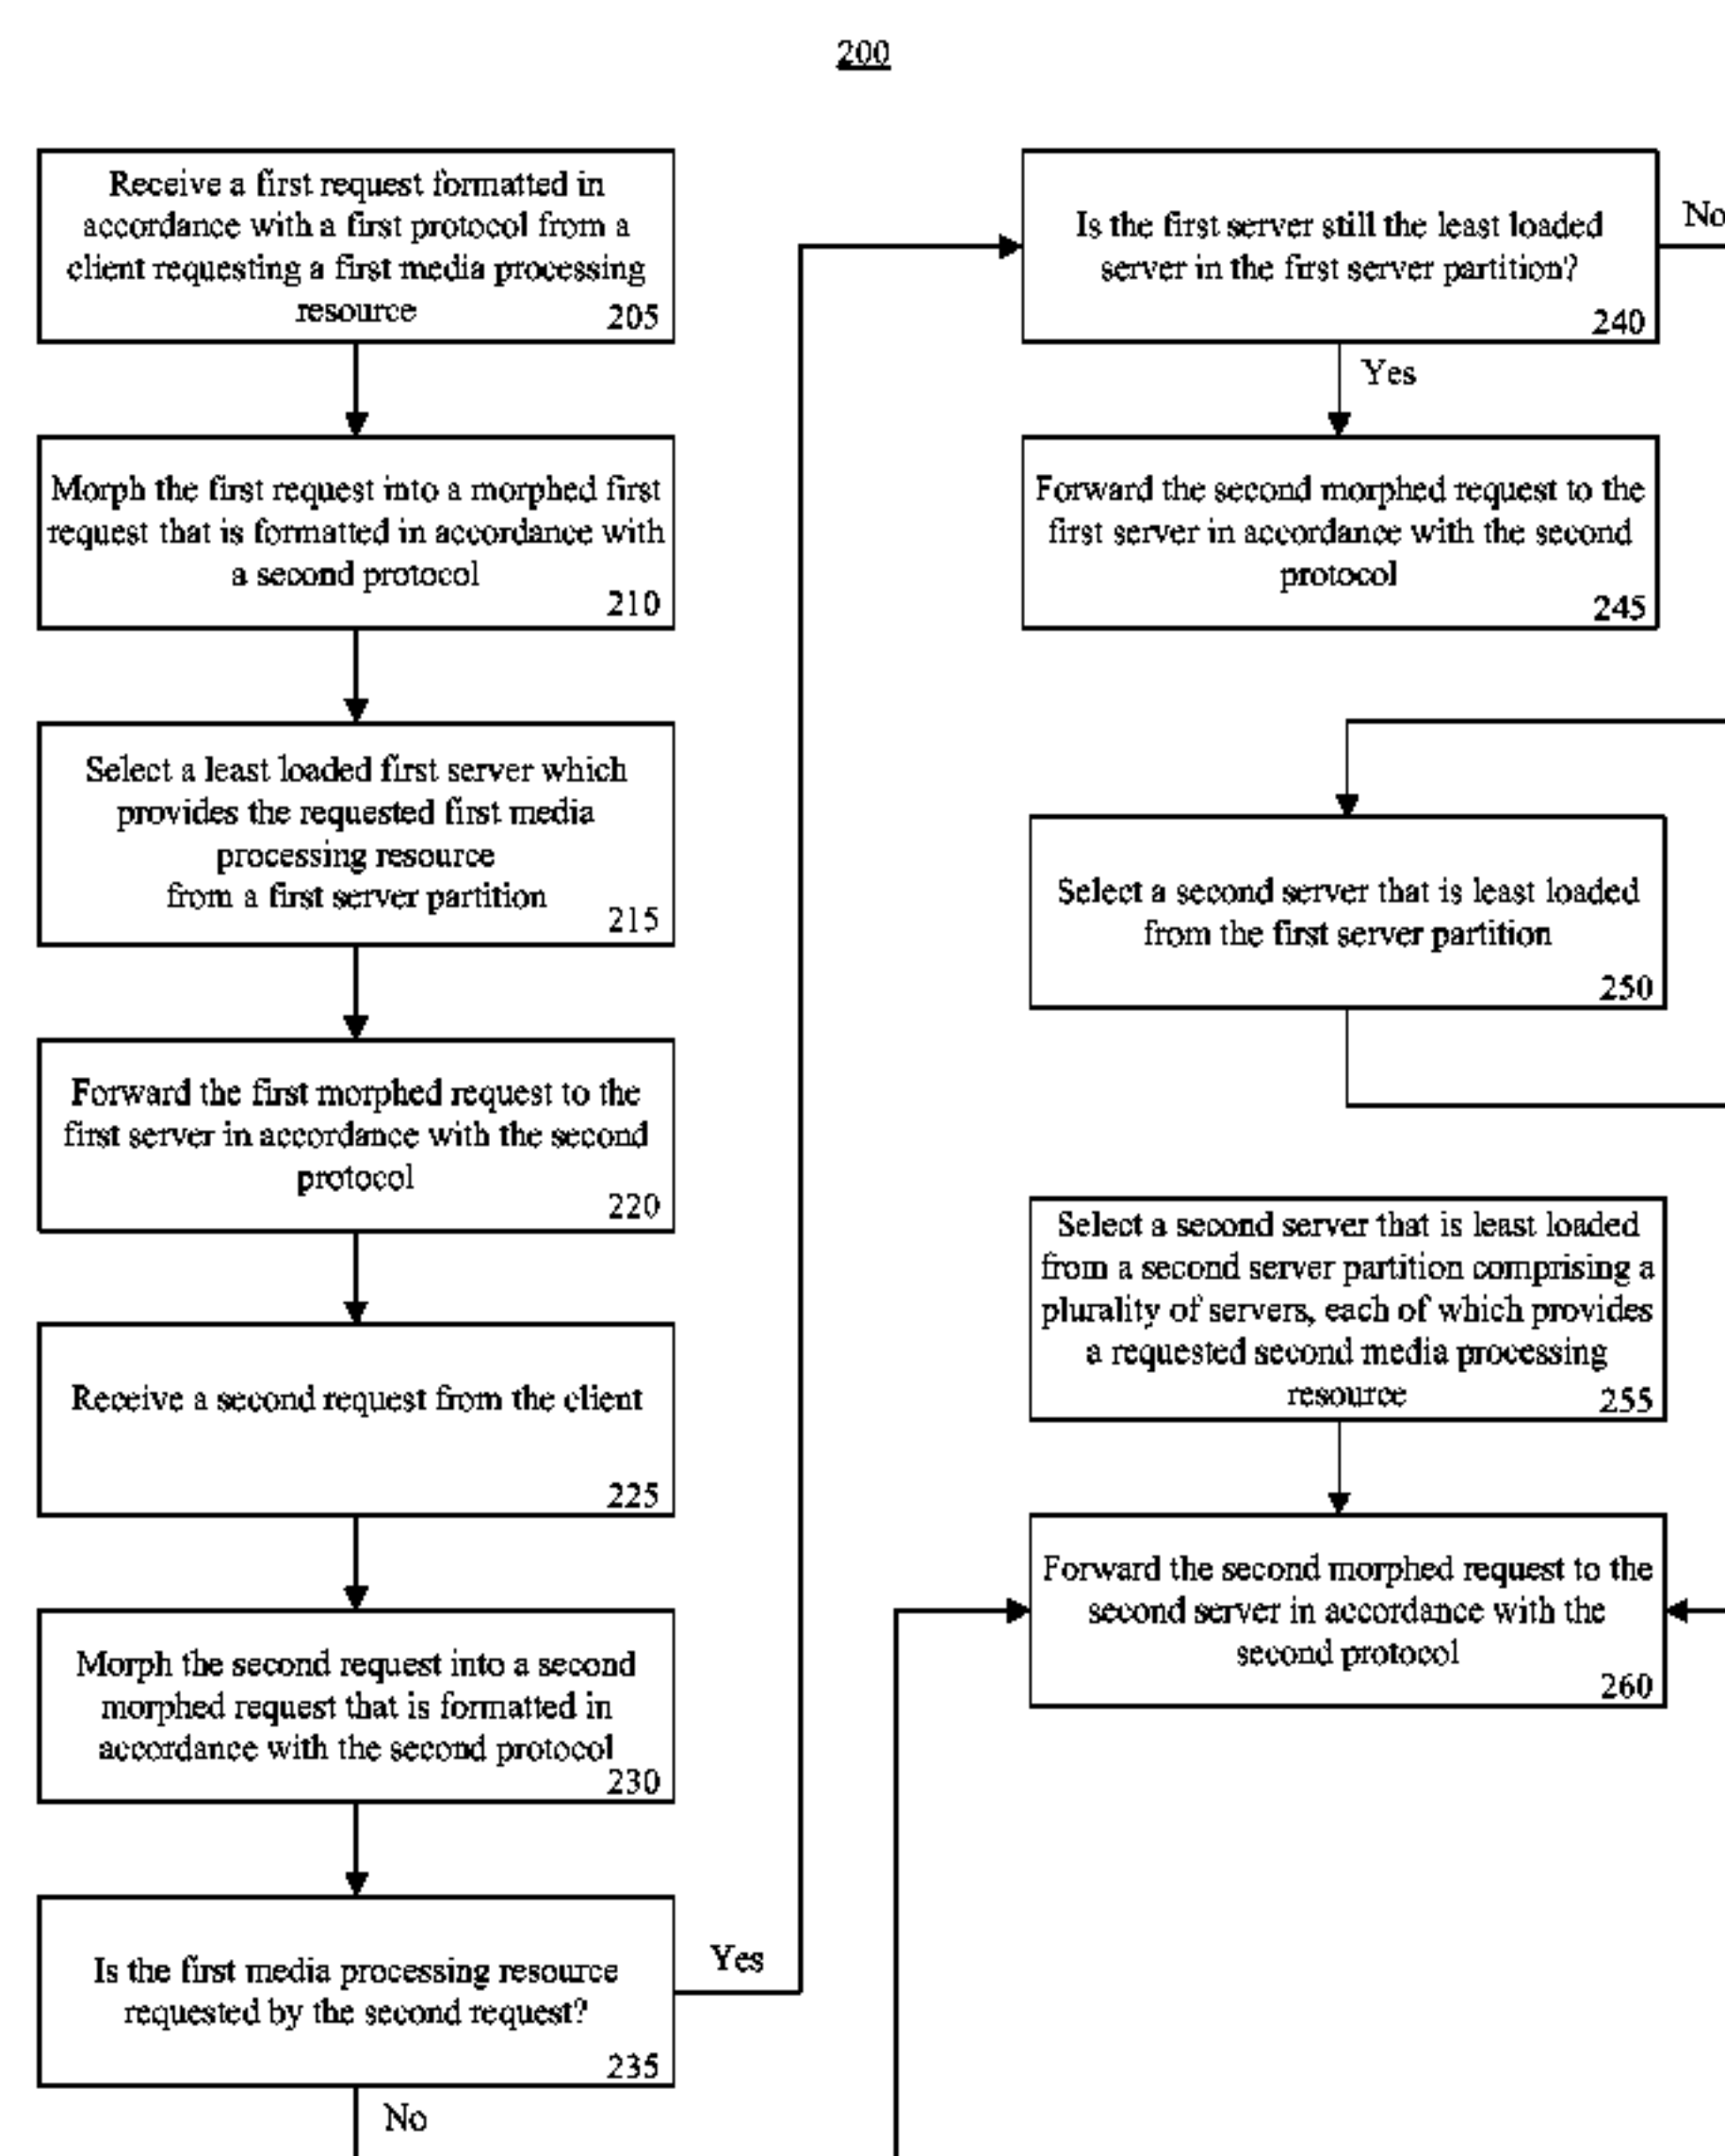 200
Receive a first request formatted in
accordance with a first protocol from a
client requesting a first media processing
resource
205
Morph the first request into a morphed first
request that is formatted in accordance with
a second protocol
210
Select a least loaded first server which
provides the requested first media
processing resource
from a first server partition
215
Forward the first morphed request to the
first server in accordance with the second
protocol
220
Receive a second request from the client
225
Morph the second request into a second
morphed request that is formatted in
accordance with the second protocol
230
Is the first media processing resource
requested by the second request?
235
Yes
No
Is the first server still the least loaded
server in the first server partition?
240
No
Yes
Forward the second morphed request to the
first server in accordance with the second
protocol
245
Select a second server that is least loaded
from the first server partition
250
Select a second server that is least loaded
from a second server partition comprising a
plurality of servers, each of which provides
a requested second media processing
resource
255
Forward the second morphed request to the
second server in accordance with the
second protocol
260